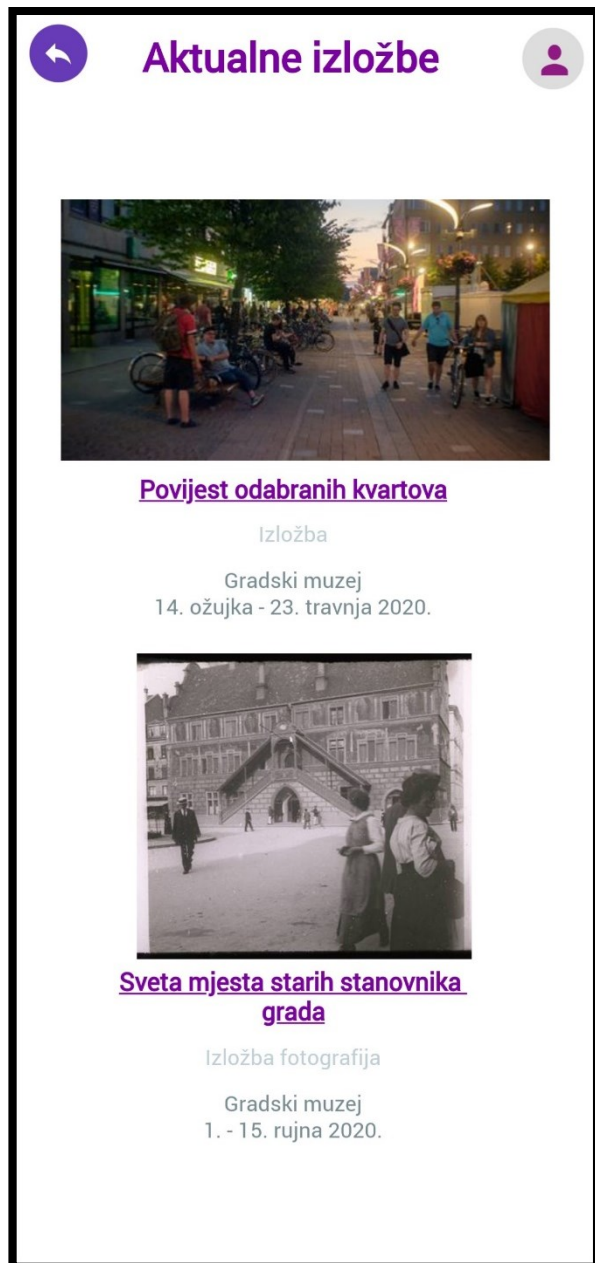 Aktualne izložbe
Povijest odabranih kvartova
Izložba
Gradski muzej
14. ožujka - 23. travnja 2020.
Sveta mjesta starih stanovnika
grada
Izložba fotografija
Gradski muzej
1. - 15. rujna 2020.